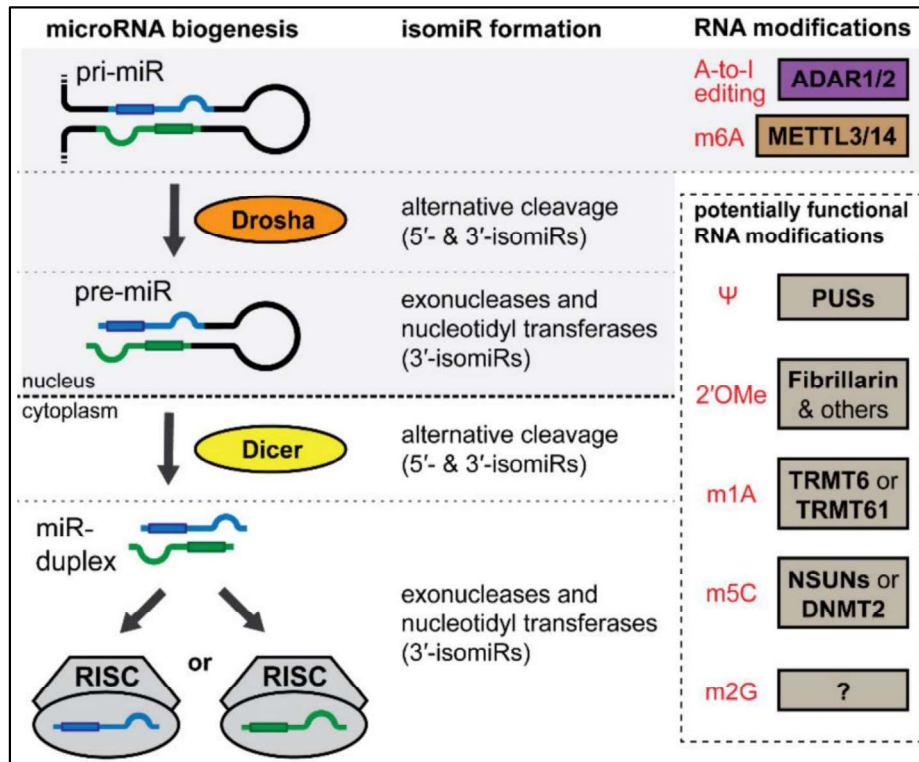 microRNA biogenesis
isomiR formation
RNA modifications
pri-miR
A-to-I
editing
ADAR1/2
m6A
METTL3/14
Drosha
alternative cleavage
(5′- & 3′-isomiRs)
potentially functional
RNA modifications
pre-miR
exonucleases and
nucleotidyl transferases
(3′-isomiRs)
Ψ
PUSs
nucleus
cytoplasm
2′OMe
Fibrillarin
& others
Dicer
alternative cleavage
(5′- & 3′-isomiRs)
m1A
TRMT6 or
TRMT61
miR-
duplex
exonucleases and
nucleotidyl transferases
(3′-isomiRs)
m5C
NSUNs or
DNMT2
RISC
or
RISC
m2G
?